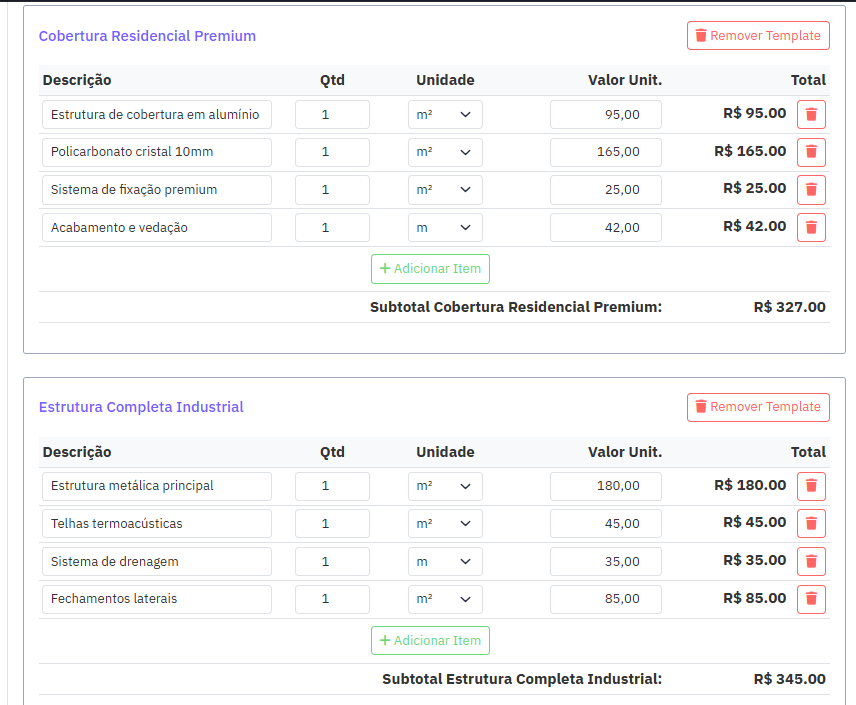 Cobertura Residencial Premium Remover Template
Descrição Qtd Unidade Valor Unit. Total
Estrutura de cobertura em alumínio 1 m² 95,00 R$ 95.00
Policarbonato cristal 10mm 1 m² 165,00 R$ 165.00
Sistema de fixação premium 1 m² 25,00 R$ 25.00
Acabamento e vedação 1 m 42,00 R$ 42.00
+ Adicionar Item
Subtotal Cobertura Residencial Premium: R$ 327.00
Estrutura Completa Industrial Remover Template
Descrição Qtd Unidade Valor Unit. Total
Estrutura metálica principal 1 m² 180,00 R$ 180.00
Telhas termoacústicas 1 m² 45,00 R$ 45.00
Sistema de drenagem 1 m 35,00 R$ 35.00
Fechamentos laterais 1 m² 85,00 R$ 85.00
+ Adicionar Item
Subtotal Estrutura Completa Industrial: R$ 345.00